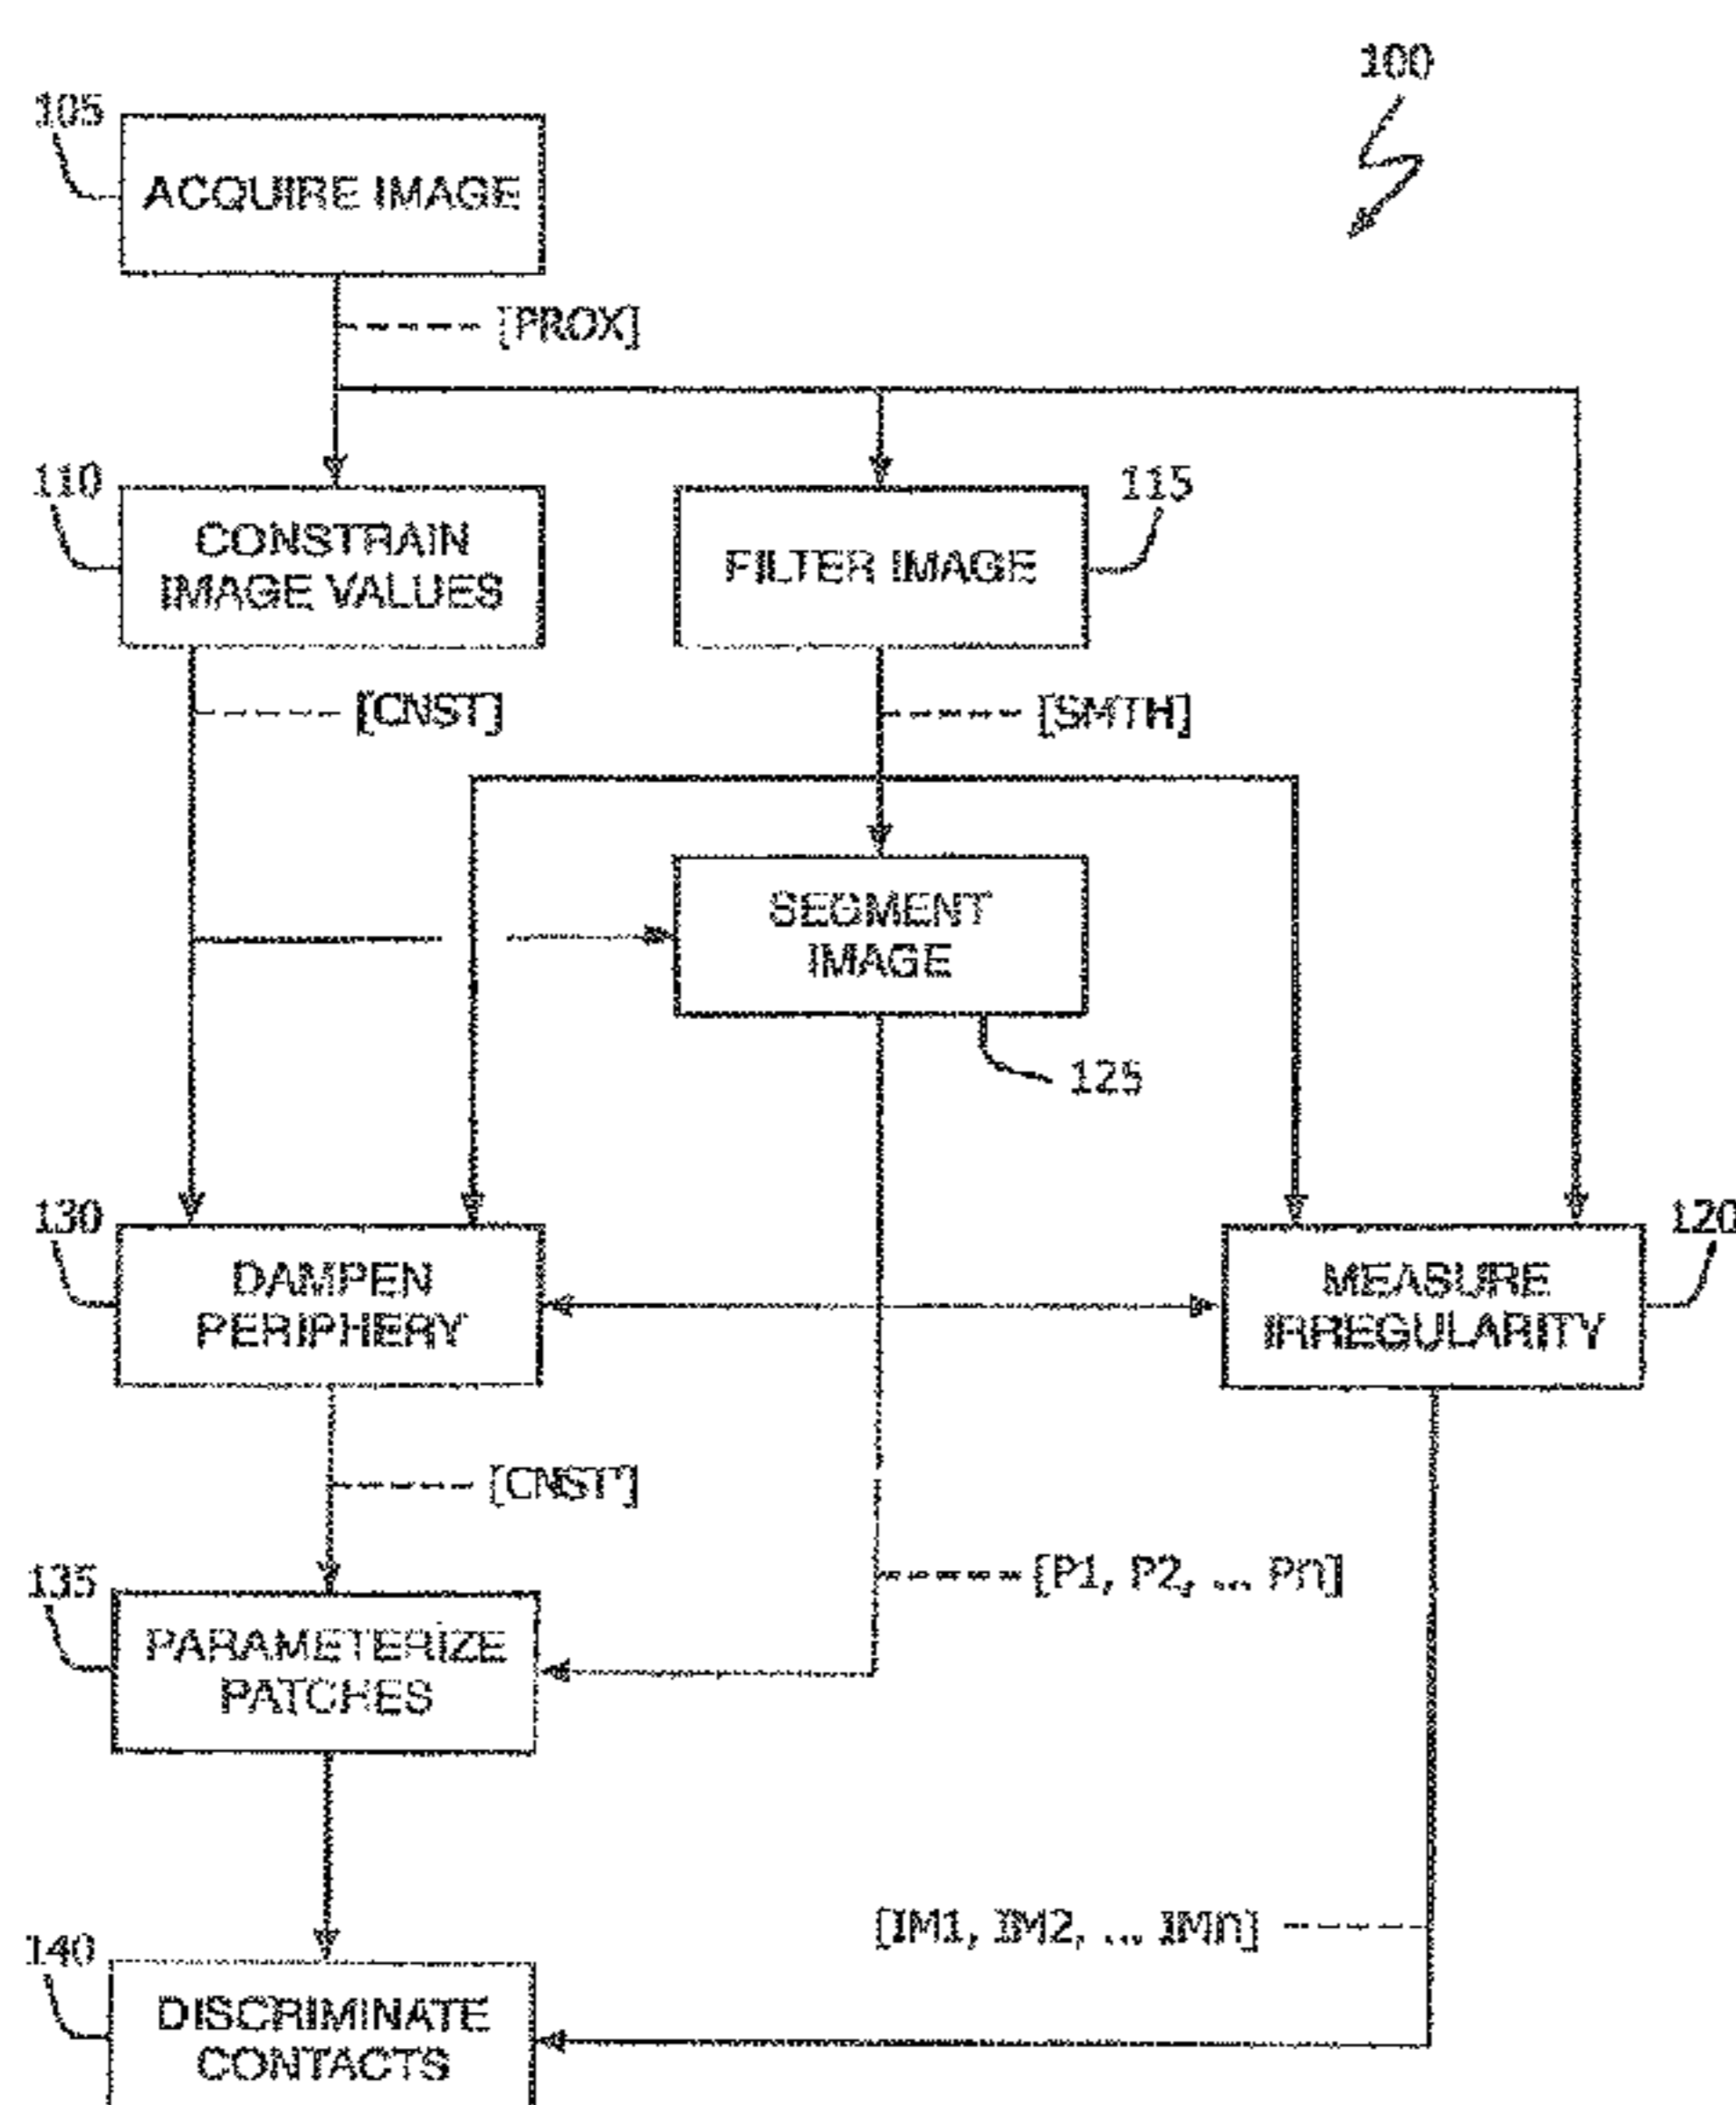 100
105
ACQUIRE IMAGE
[PROX]
110
CONSTRAIN
IMAGE VALUES
115
FILTER IMAGE
[CNST]
[SMTH]
SEGMENT
IMAGE
125
130
DAMPEN
PERIPHERY
120
MEASURE
IRREGULARITY
[CNST']
135
PARAMETERIZE
PATCHES
[P1, P2, ... Pn]
[IM1, IM2, ... IMn]
140
DISCRIMINATE
CONTACTS